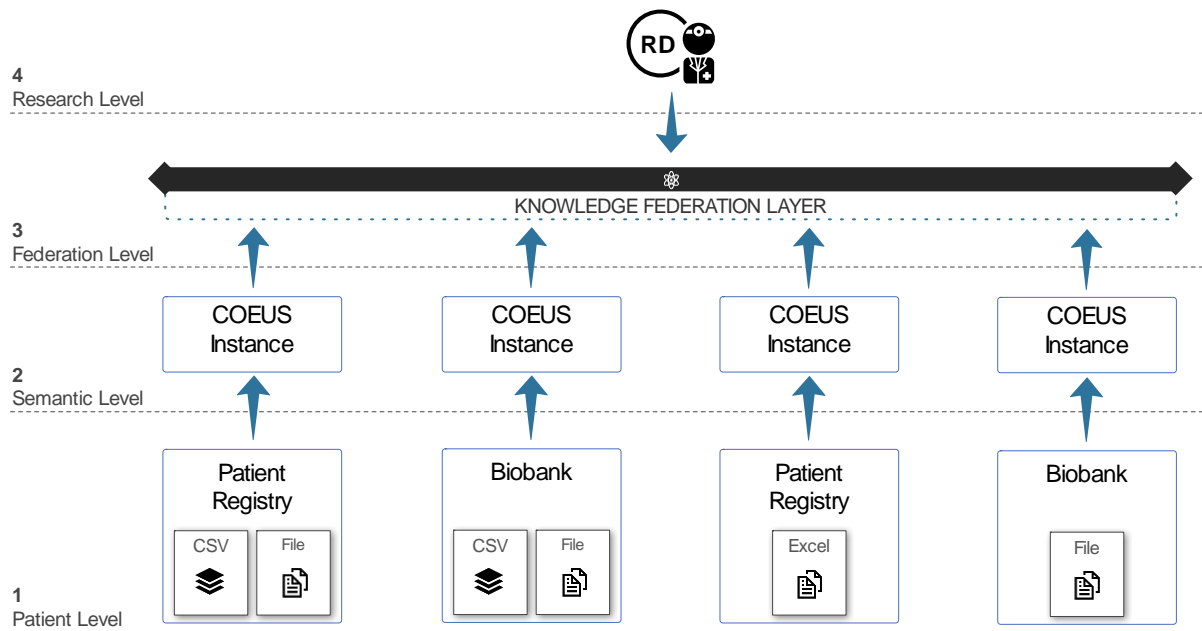 RD
4
Research Level
KNOWLEDGE FEDERATION LAYER
3
Federation Level
COEUS
Instance
COEUS
Instance
COEUS
Instance
COEUS
Instance
2
Semantic Level
Patient
Registry
CSV
File
Biobank
CSV
File
Patient
Registry
Excel
Biobank
File
1
Patient Level